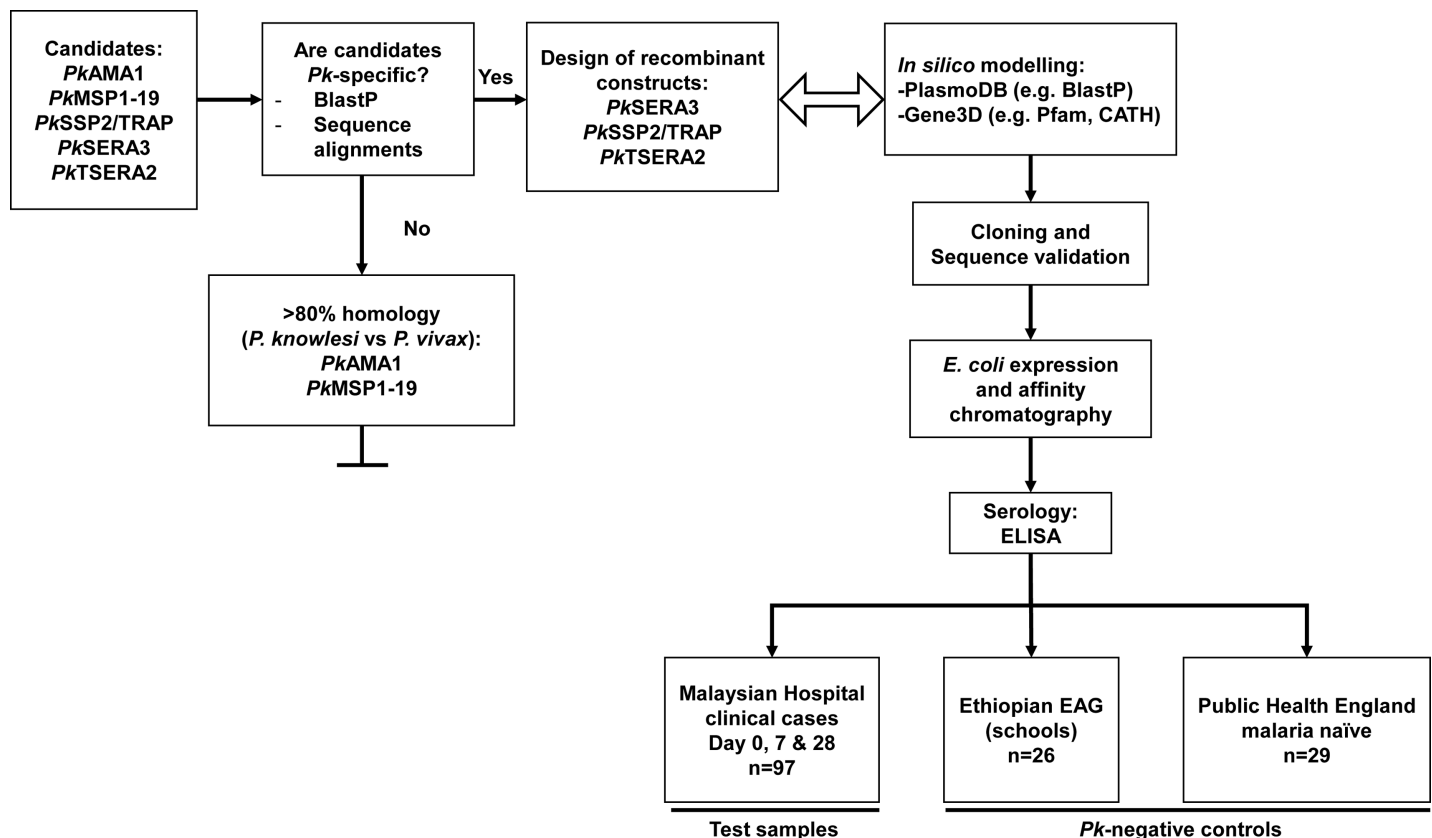 Candidates:
PkAMA1
PkMSP1-19
PkSSP2/TRAP
PkSERA3
PkTSERA2
Are candidates
Pk-specific?
- BlastP
- Sequence
alignments
Yes
No
Design of recombinant
constructs:
PkSERA3
PkSSP2/TRAP
PkTSERA2
In silico modelling:
-PlasmoDB (e.g. BlastP)
-Gene3D (e.g. Pfam, CATH)
>80% homology
(P. knowlesi vs P. vivax):
PkAMA1
PkMSP1-19
Cloning and
Sequence validation
E. coli expression
and affinity
chromatography
Serology:
ELISA
Malaysian Hospital
clinical cases
Day 0, 7 & 28
n=97
Ethiopian EAG
(schools)
n=26
Public Health England
malaria naïve
n=29
Test samples
Pk-negative controls